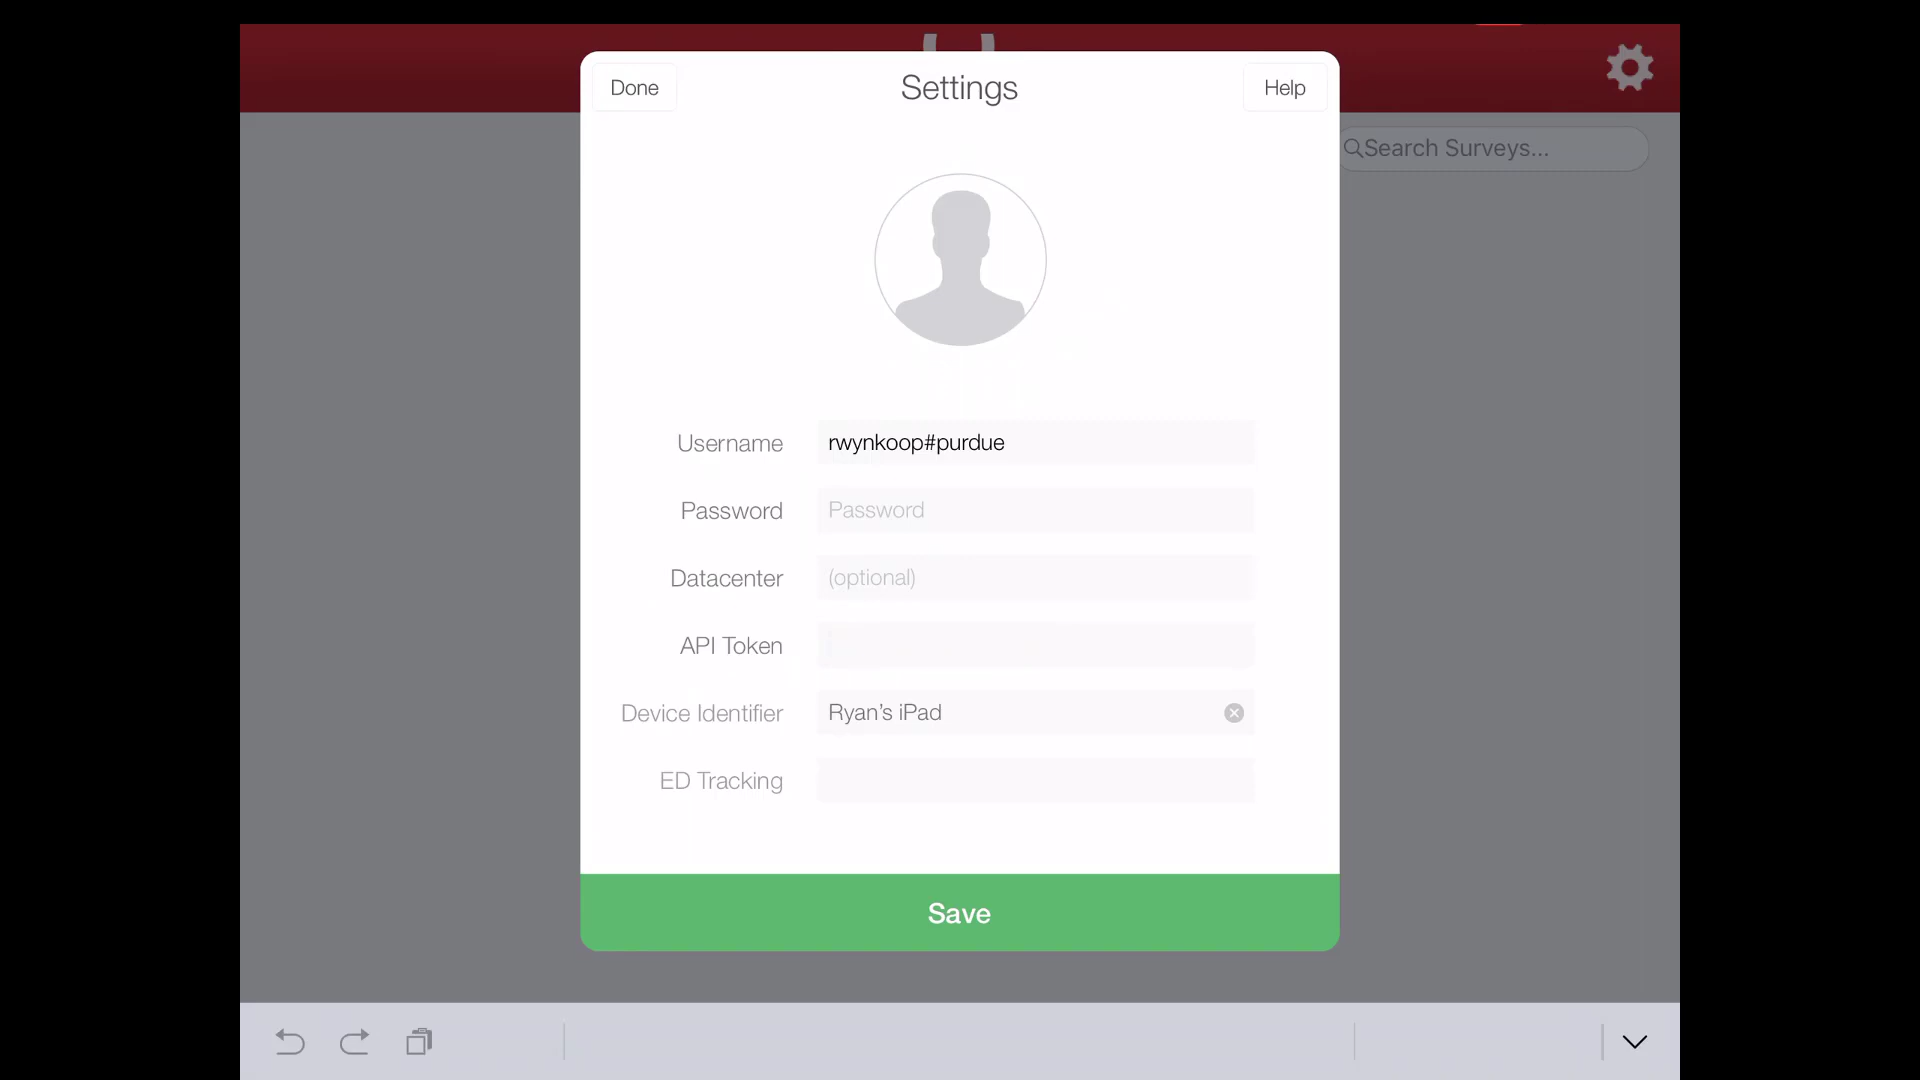 Done
Settings
Help
Search Surveys...
Username
rwynkoop#purdue
Password
Password
Datacenter
(optional)
API Token
Device Identifier
Ryan’s iPad
ED Tracking
Save